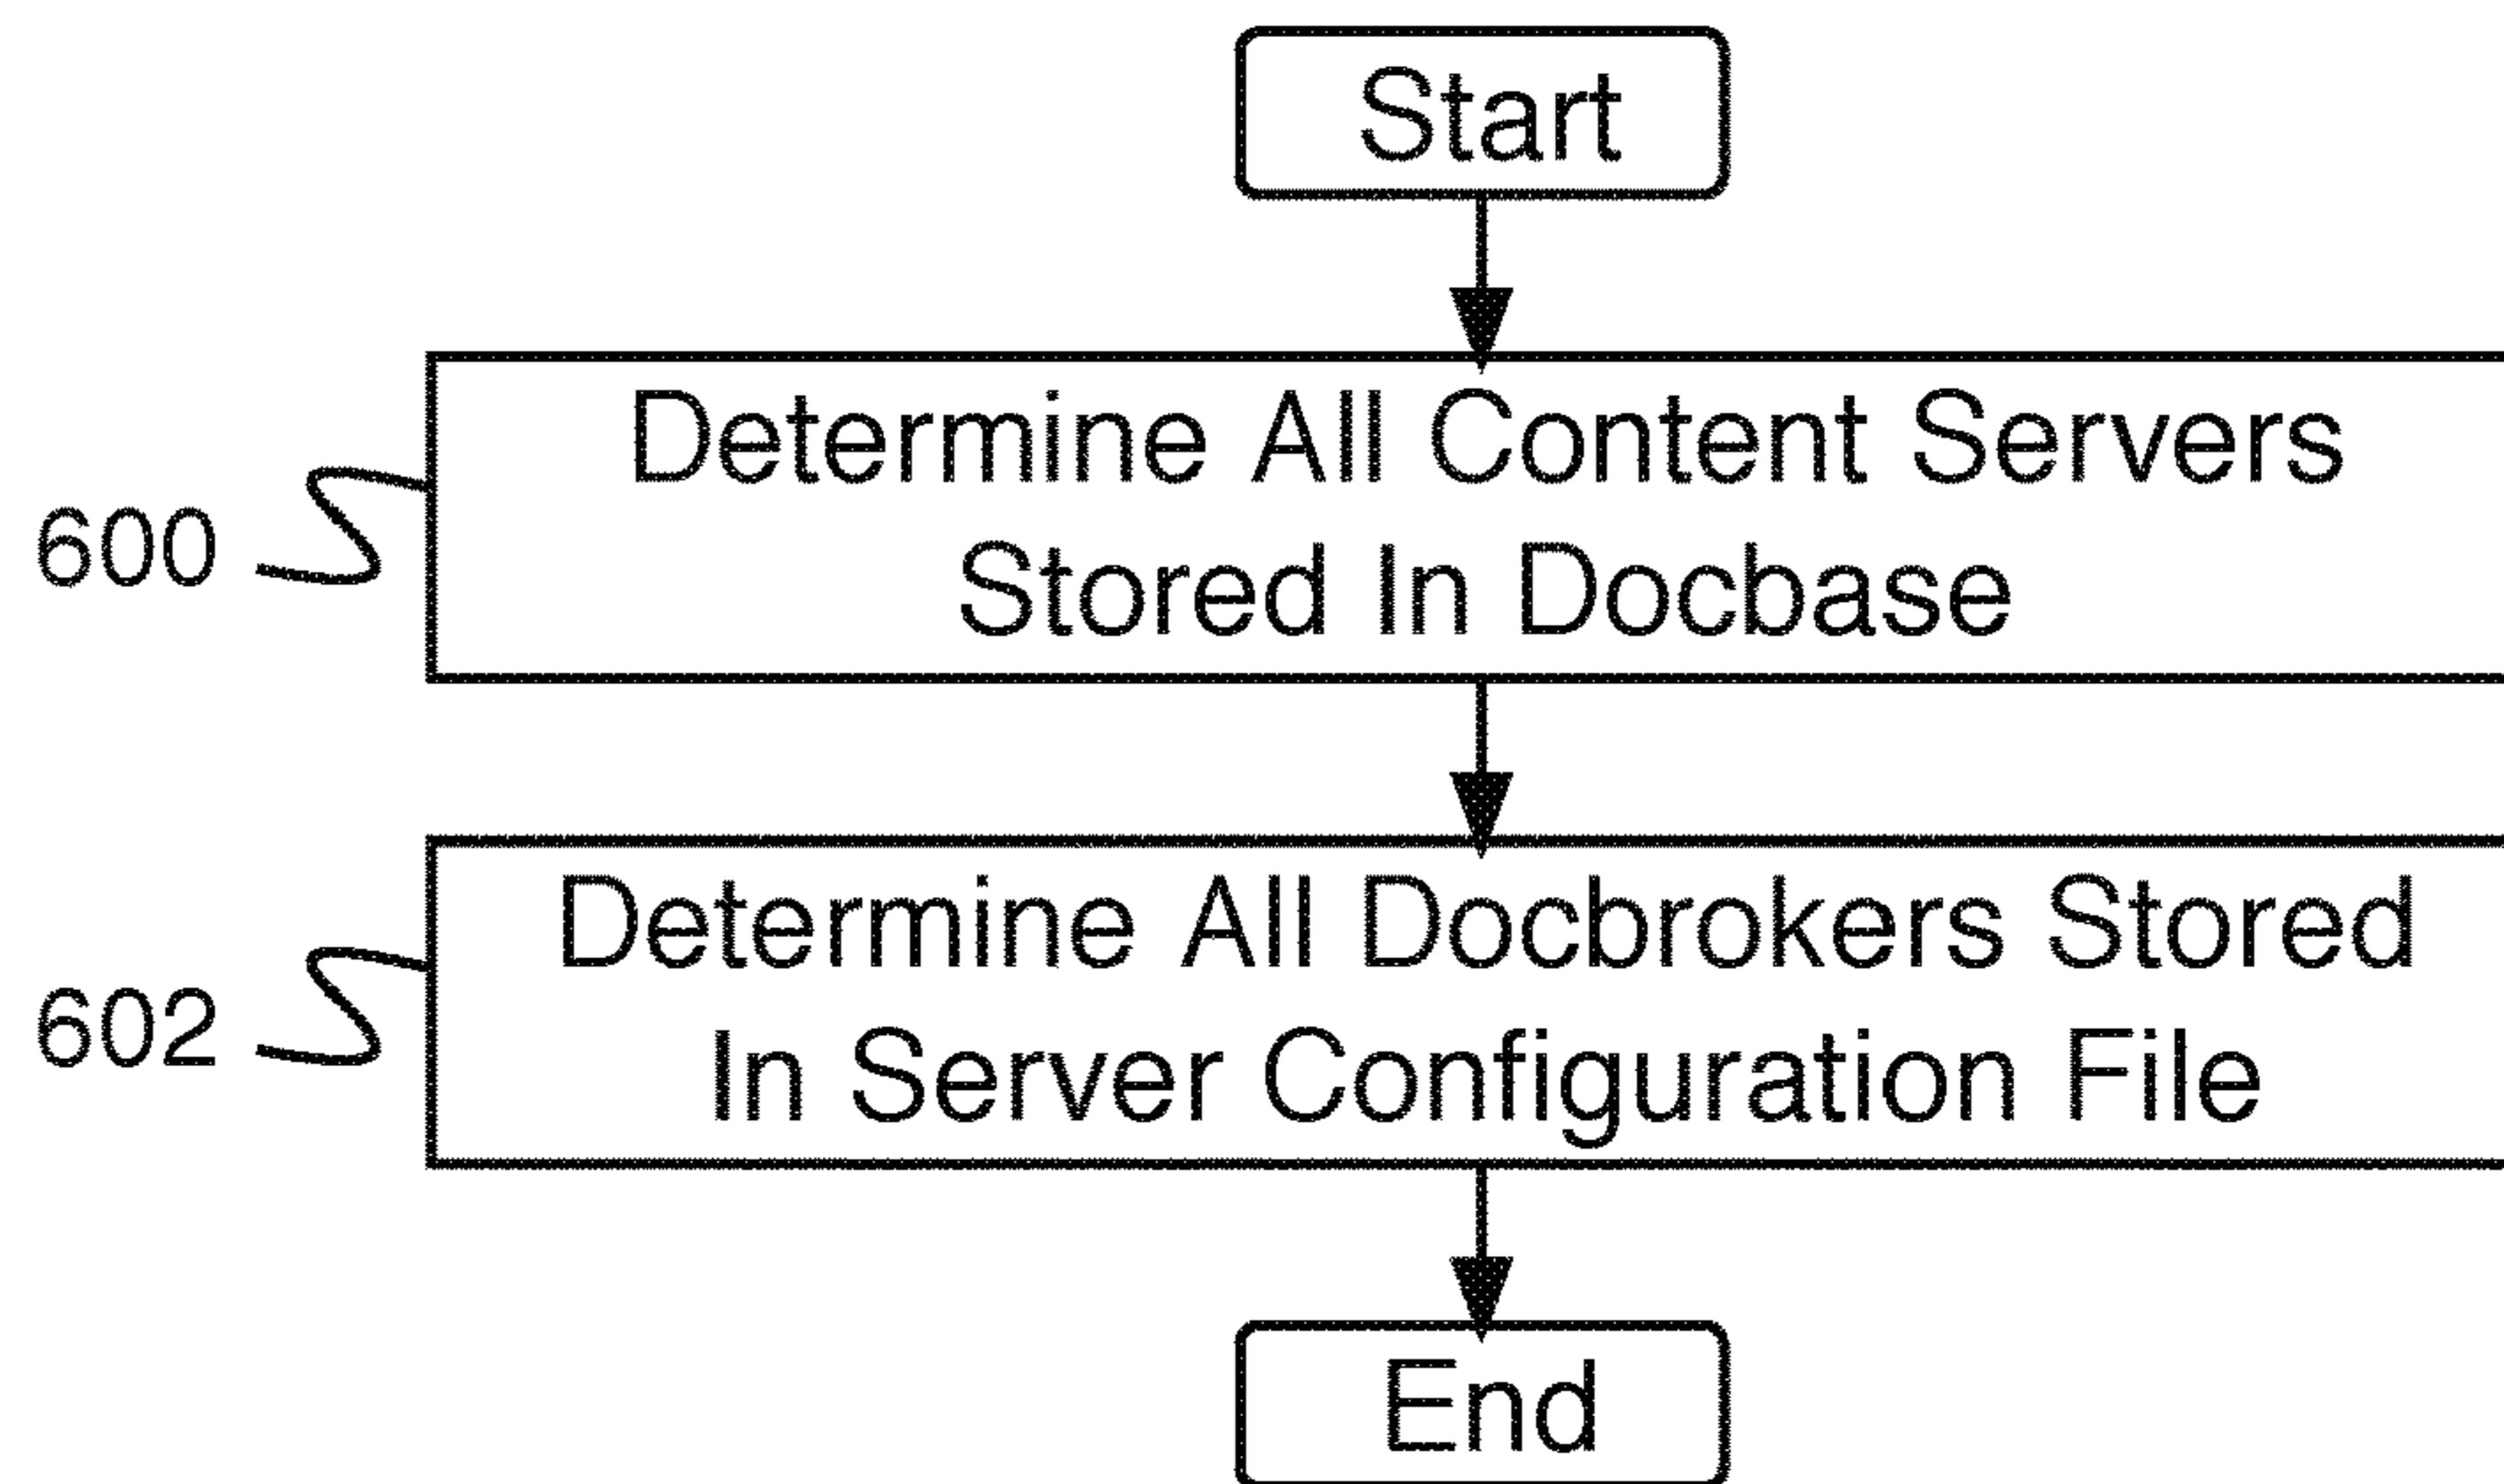 Start
Determine All Content Servers
Stored In Docbase
600
Determine All Docbrokers Stored
In Server Configuration File
602
End